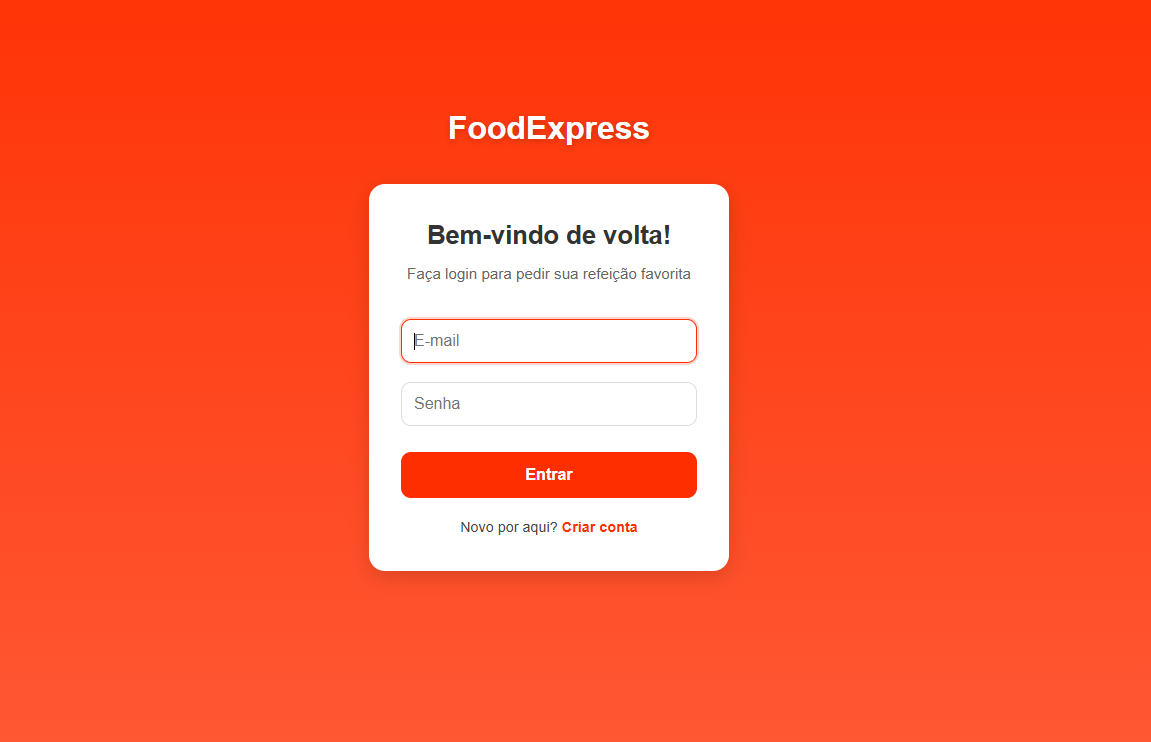 FoodExpress
Bem-vindo de volta!
Faça login para pedir sua refeição favorita
E-mail
Senha
Entrar
Novo por aqui? Criar conta